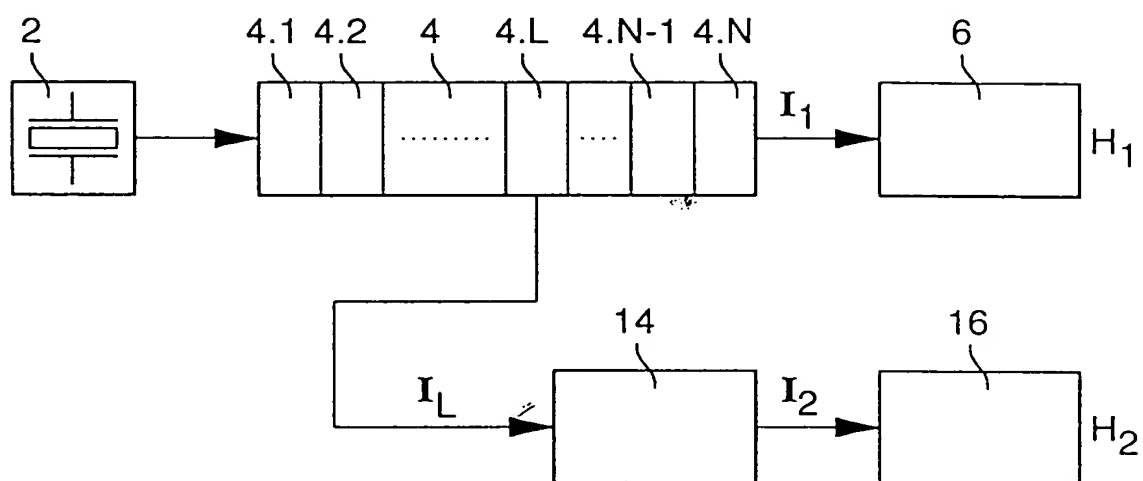 2 4.1 4.2 4 4.L 4.N-1 4.N 6
......... I1 H1
.....
14 16
IL I2 H2